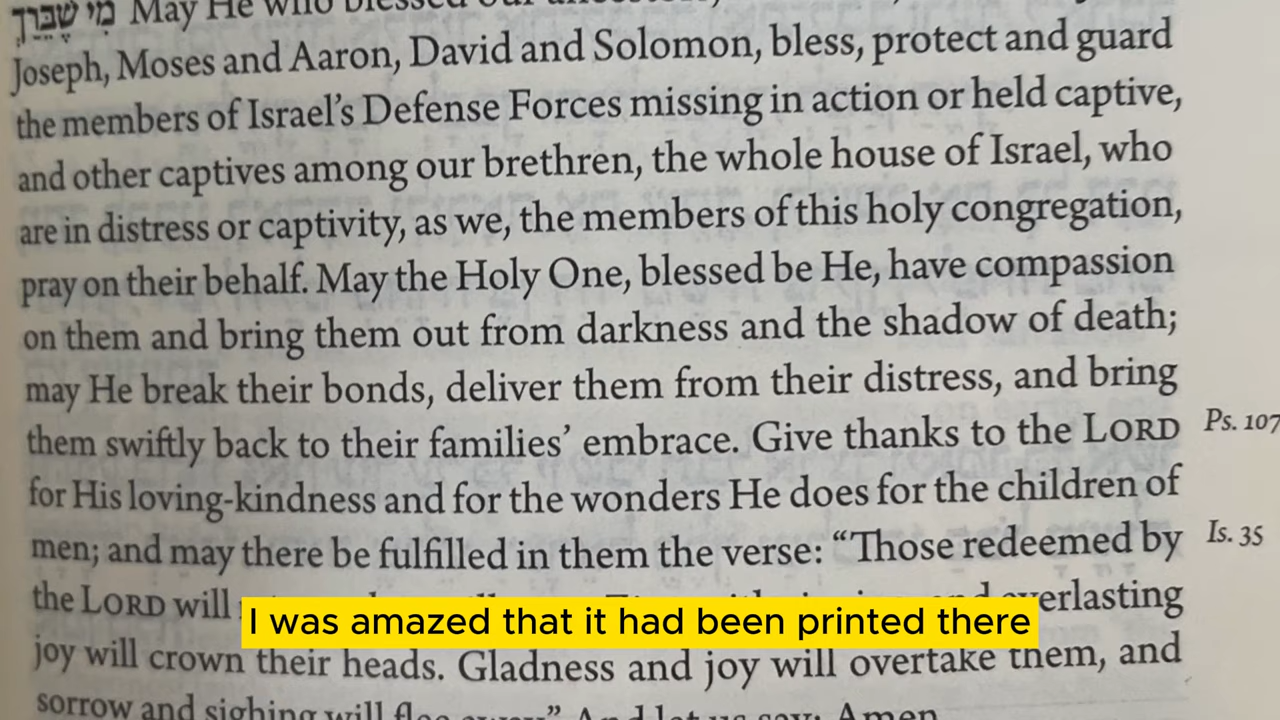 מִי שֶׁבֵּרַךְ May He who blessed our
Joseph, Moses and Aaron, David and Solomon, bless, protect and guard
the members of Israel’s Defense Forces missing in action or held captive,
and other captives among our brethren, the whole house of Israel, who
are in distress or captivity, as we, the members of this holy congregation,
pray on their behalf. May the Holy One, blessed be He, have compassion
on them and bring them out from darkness and the shadow of death;
may He break their bonds, deliver them from their distress, and bring
them swiftly back to their families’ embrace. Give thanks to the LORD
Ps. 107
for His loving-kindness and for the wonders He does for the children of
men; and may there be fulfilled in them the verse: “Those redeemed by
Is. 35
the LORD will everlasting
I was amazed that it had been printed there
joy will crown their heads. Gladness and joy will overtake them, and
sorrow and sighing will flee away.” And let us say: Amen